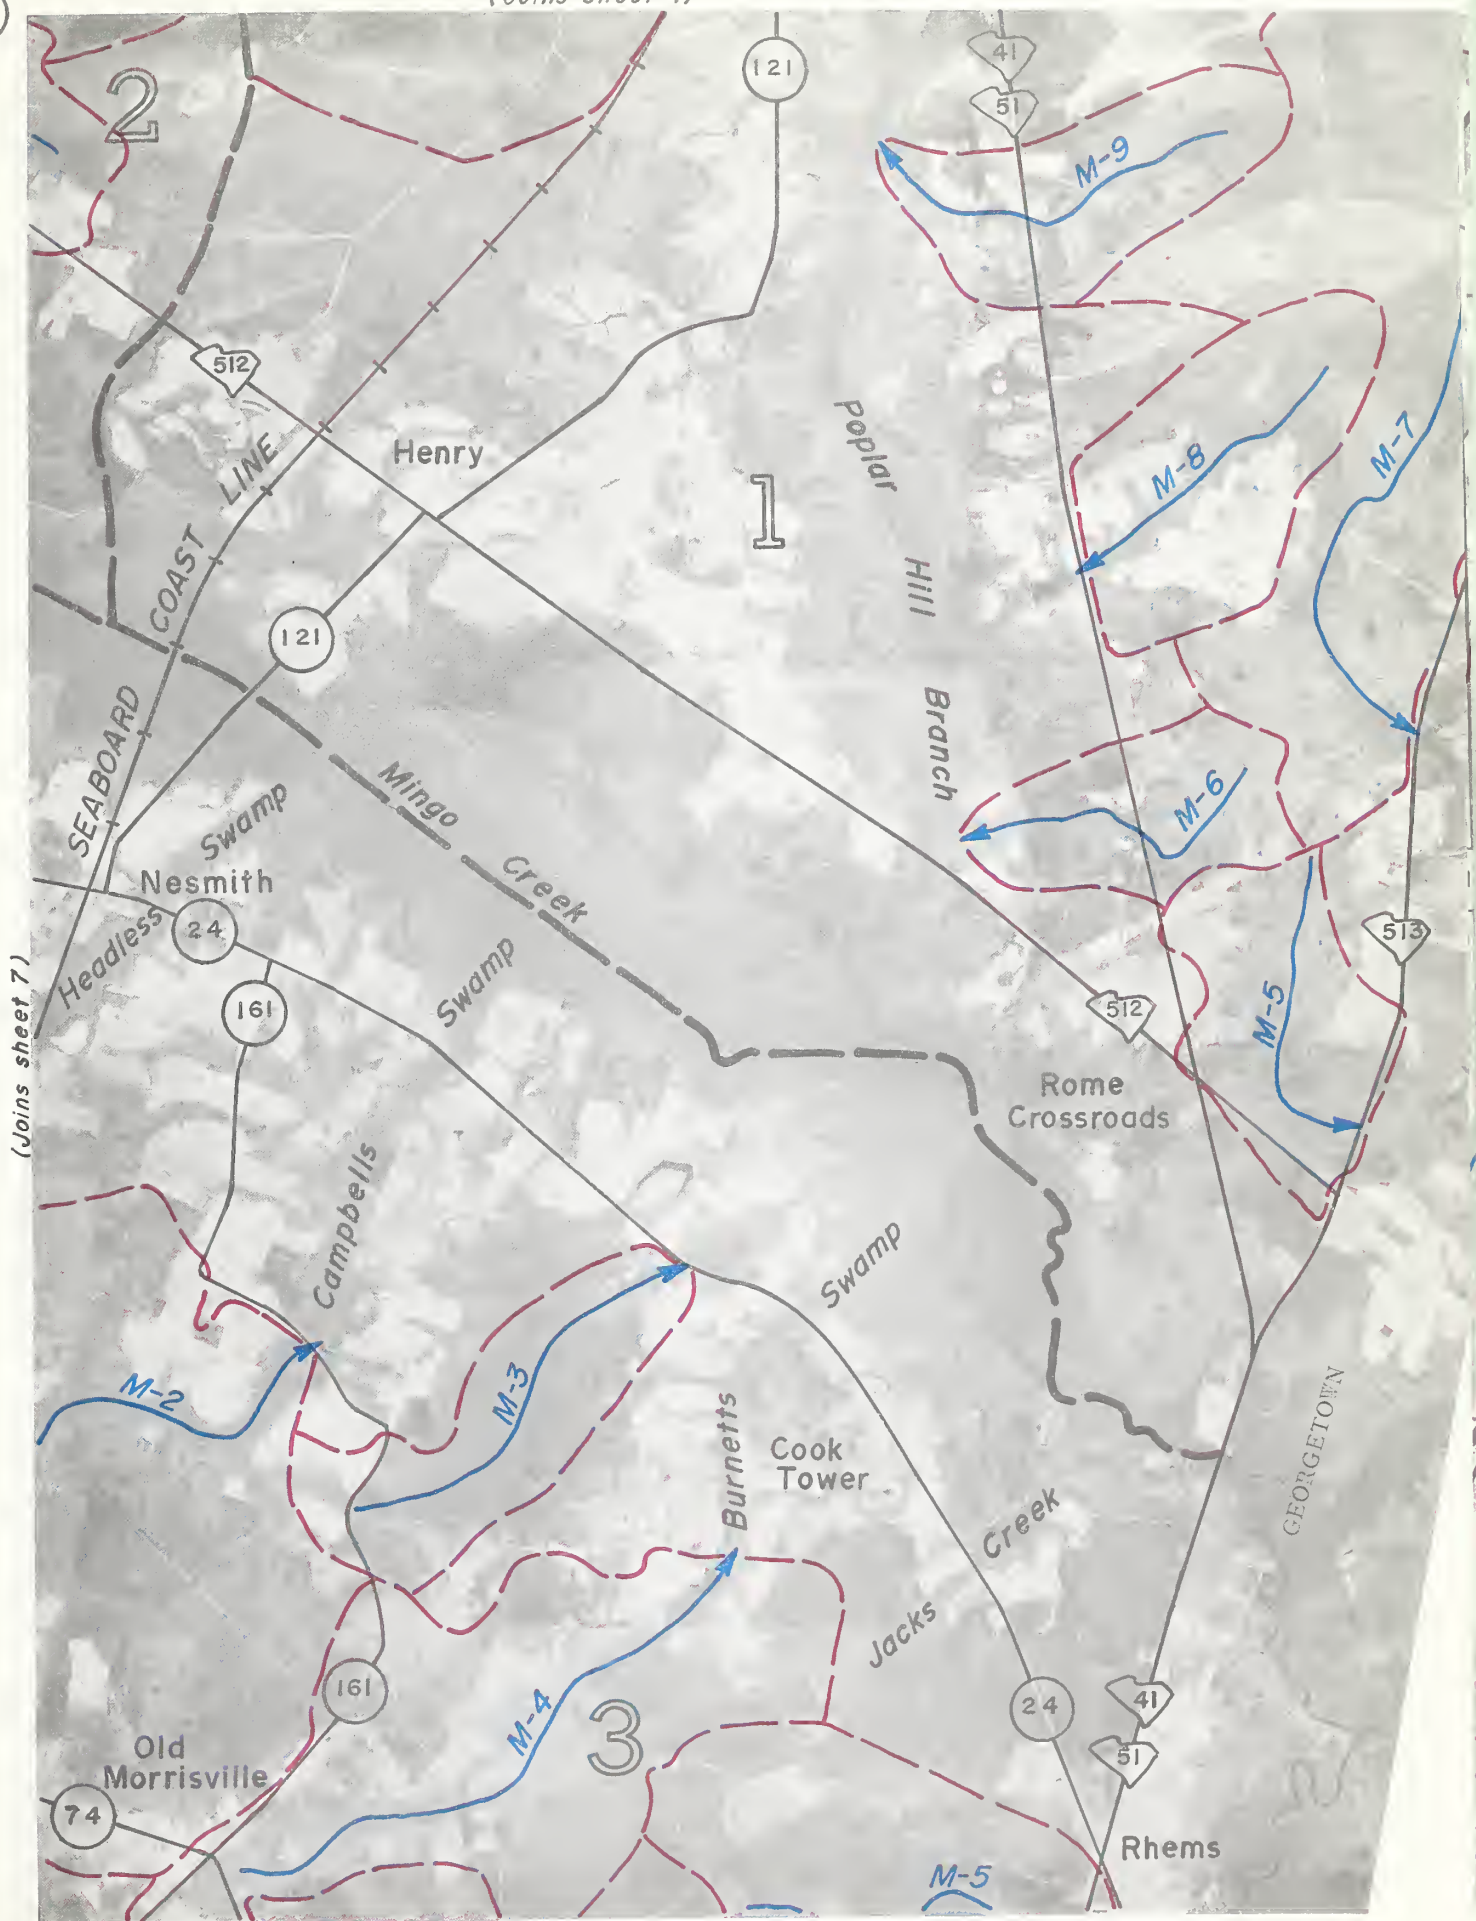 2
121
41
51
M-9
512
Henry
LINE
COAST
SEABOARD
Poplar
Hill
Branch
1
M-8
M-7
121
Mingo
Creek
Swamp
M-6
Nesmith
24
Headless
Swamp
513
161
512
M-5
(Joins sheet 7)
Rome
Crossroads
Campbells
Swamp
M-2
M-3
Burnetts
Cook
Tower
GEORGETOWN
Creek
Jacks
161
M-4
3
24
41
51
Old
Morrisville
74
Rhems
M-5